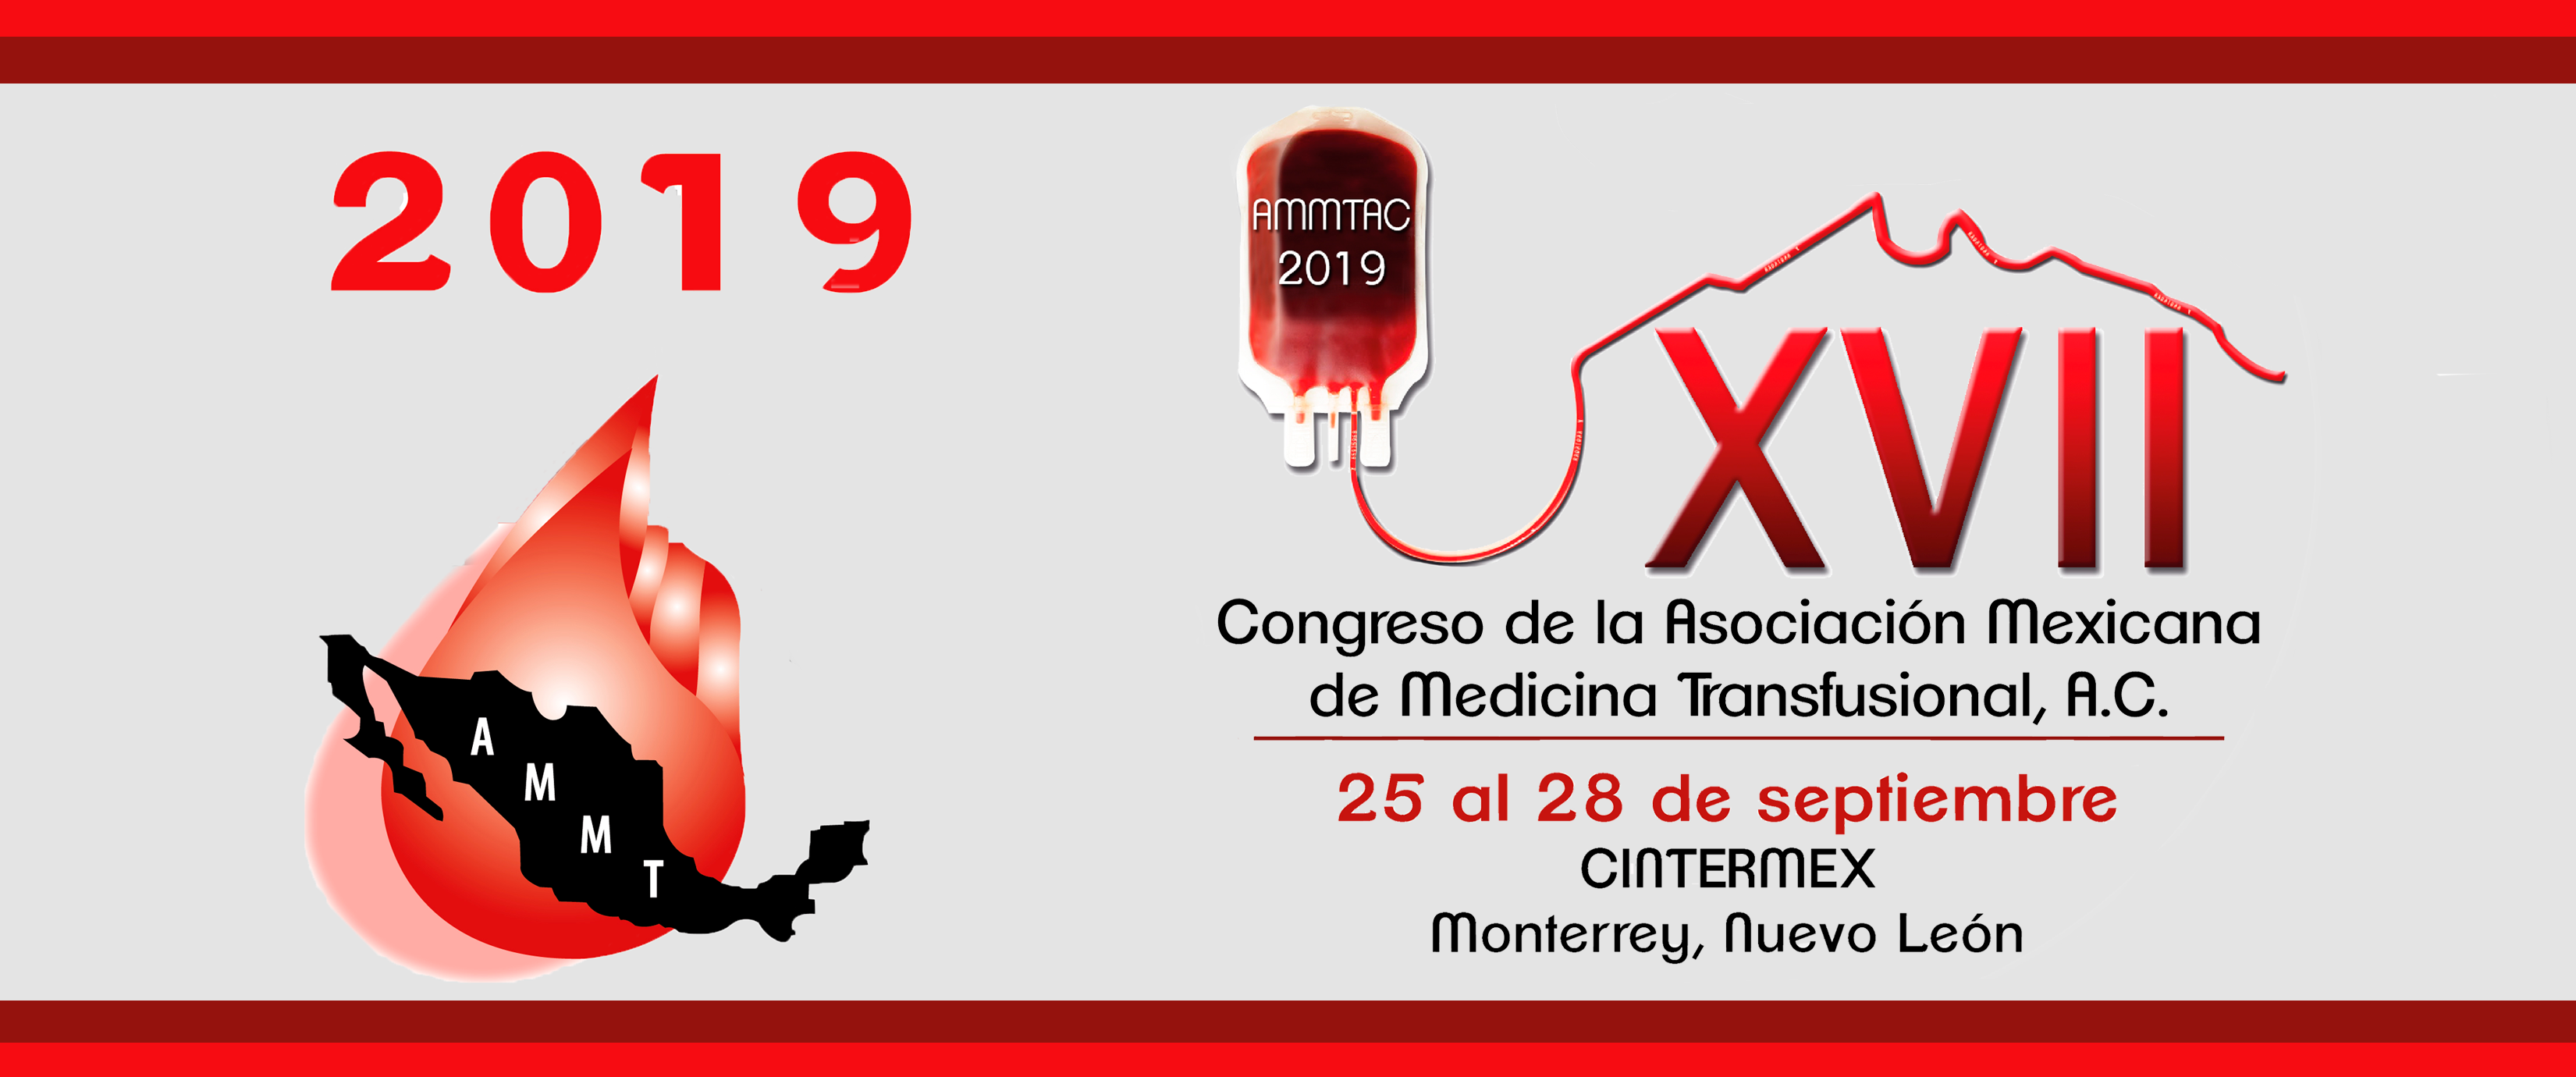 2019
A
M
M
T
AMMTAC
2019
XVII
Congreso de la Asociación Mexicana
de Medicina Transfusional, A.C.
25 al 28 de septiembre
CINTERMEX
Monterrey, Nuevo León